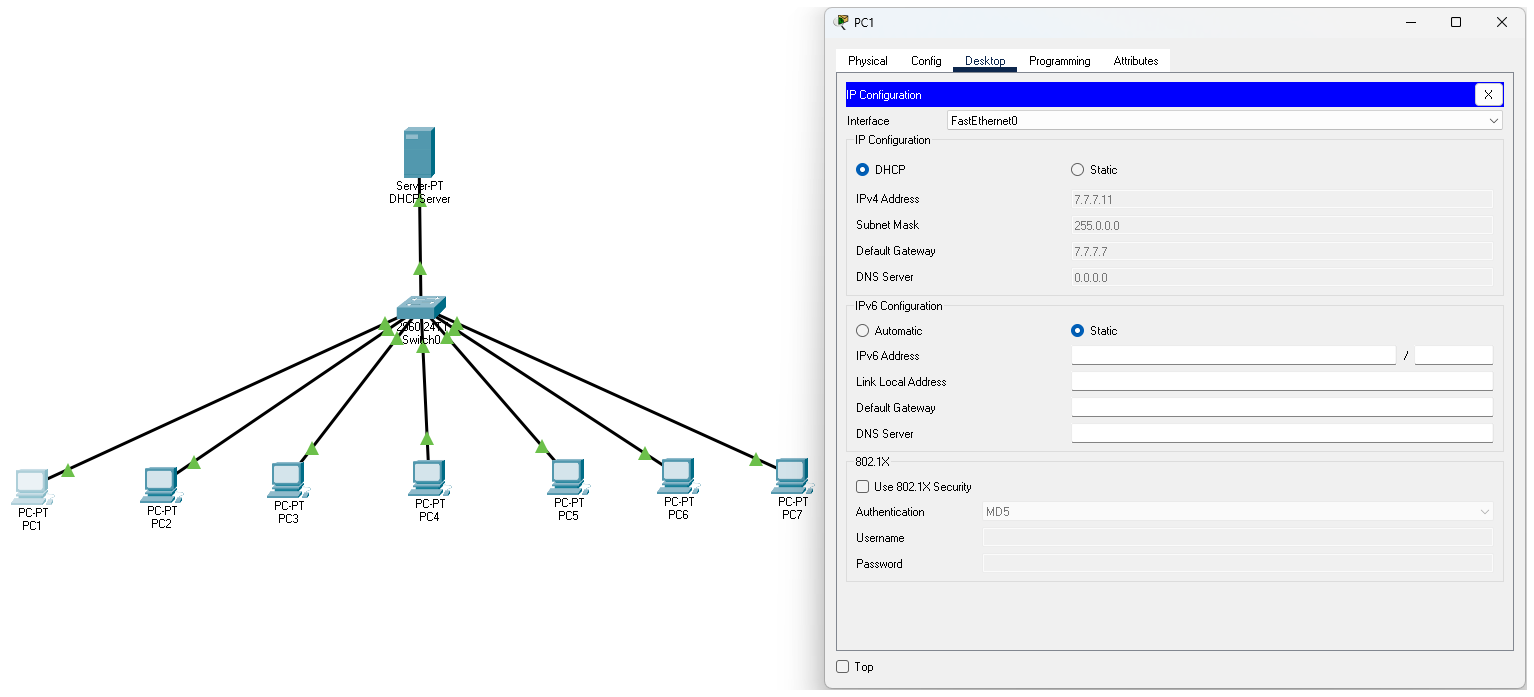 Server-PT
DHCPServer
2960-24TT
Switch0
PC-PT
PC1
PC-PT
PC2
PC-PT
PC3
PC-PT
PC4
PC-PT
PC5
PC-PT
PC6
PC-PT
PC7
PC1
Physical Config Desktop Programming Attributes
IP Configuration X
Interface FastEthernet0
IP Configuration
DHCP Static
IPv4 Address 7.7.7.11
Subnet Mask 255.0.0.0
Default Gateway 7.7.7.7
DNS Server 0.0.0.0
IPv6 Configuration
Automatic Static
IPv6 Address /
Link Local Address
Default Gateway
DNS Server
802.1X
Use 802.1X Security
Authentication MD5
Username
Password
Top